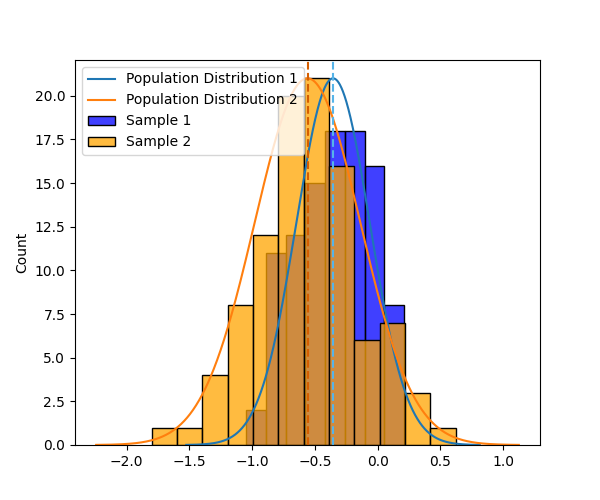 Population Distribution 1
Population Distribution 2
Sample 1
Sample 2
Count
20.0
17.5
15.0
12.5
10.0
7.5
5.0
2.5
0.0
−2.0 −1.5 −1.0 −0.5 0.0 0.5 1.0